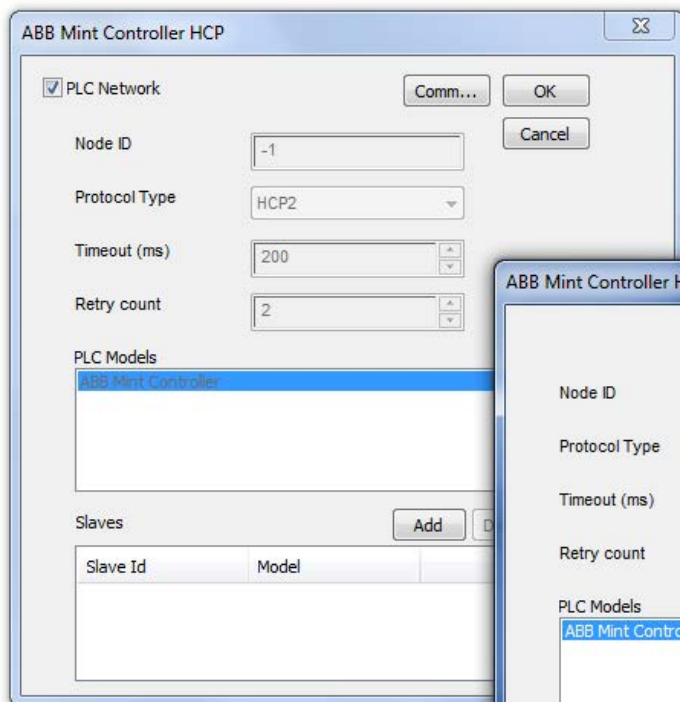 ABB Mint Controller HCP
PLC Network
Comm...
OK
Cancel
Node ID
-1
Protocol Type
HCP2
Timeout (ms)
200
Retry count
2
PLC Models
ABB Mint Controller
Slaves
Add
D
Slave Id
Model
ABB Mint Controller H
Node ID
Protocol Type
Timeout (ms)
Retry count
PLC Models
ABB Mint Contro